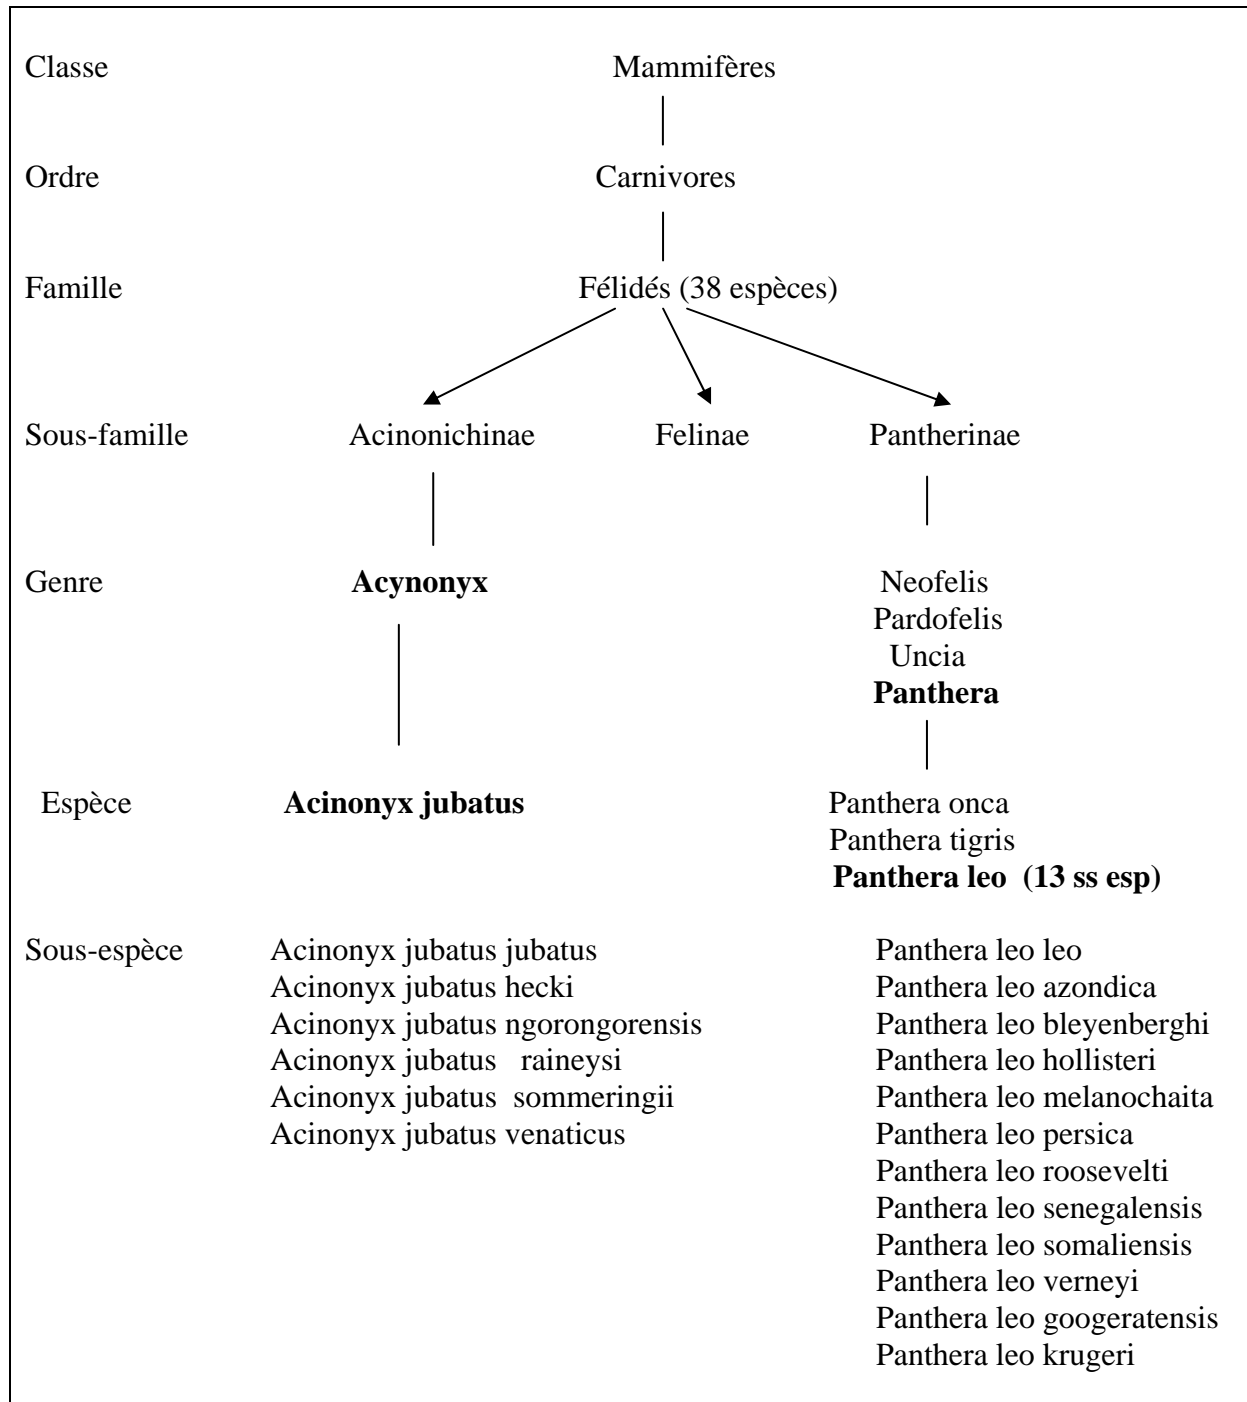 Classe Mammifères
Ordre Carnivores
Famille Félidés (38 espèces)
Sous-famille Acinonichinae Felinae Pantherinae
Genre Acynonyx Neofelis
Pardofelis
Uncia
Panthera
Espèce Acinonyx jubatus Panthera onca
Panthera tigris
Panthera leo (13 ss esp)
Sous-espèce Acinonyx jubatus jubatus Panthera leo leo
Acinonyx jubatus hecki Panthera leo azondica
Acinonyx jubatus ngorongorensis Panthera leo bleyenberghi
Acinonyx jubatus raineysi Panthera leo hollisteri
Acinonyx jubatus sommeringii Panthera leo melanochaita
Acinonyx jubatus venaticus Panthera leo persica
Panthera leo roosevelti
Panthera leo senegalensis
Panthera leo somaliensis
Panthera leo verneyi
Panthera leo googeratensis
Panthera leo krugeri